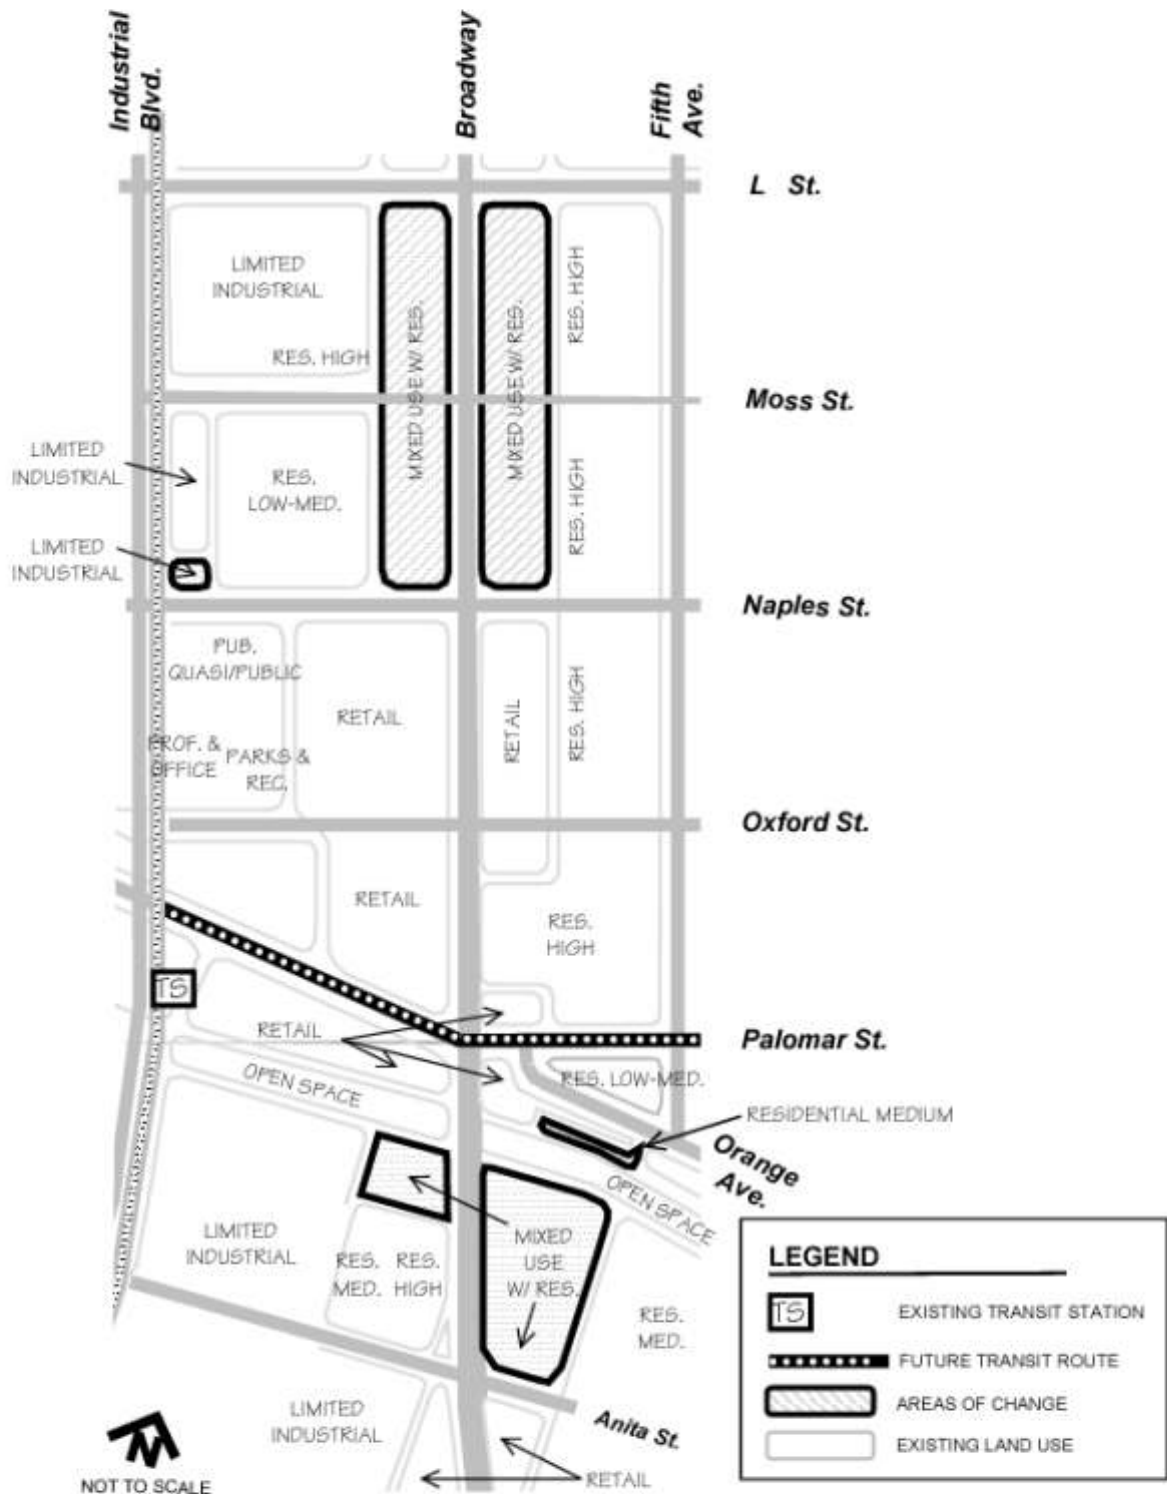 Industrial
Blvd.
Broadway
Fifth
Ave.
L St.
LIMITED
INDUSTRIAL
RES. HIGH
MIXED USE W/ RES.
MIXED USE W/ RES.
RES. HIGH
Moss St.
LIMITED
INDUSTRIAL
RES.
LOW-MED.
RES. HIGH
LIMITED
INDUSTRIAL
Naples St.
PUB.
QUASI/PUBLIC
RETAIL
RETAIL
RES. HIGH
PROF. &
OFFICE
PARKS &
REC.
Oxford St.
RETAIL
RES.
HIGH
TS
RETAIL
Palomar St.
OPEN SPACE
RES. LOW-MED.
RESIDENTIAL MEDIUM
Orange
Ave.
OPEN SPACE
LIMITED
INDUSTRIAL
RES.
MED.
RES.
HIGH
MIXED
USE
W/ RES.
RES.
MED.
LIMITED
INDUSTRIAL
Anita St.
RETAIL
NOT TO SCALE
LEGEND
TS EXISTING TRANSIT STATION
FUTURE TRANSIT ROUTE
AREAS OF CHANGE
EXISTING LAND USE